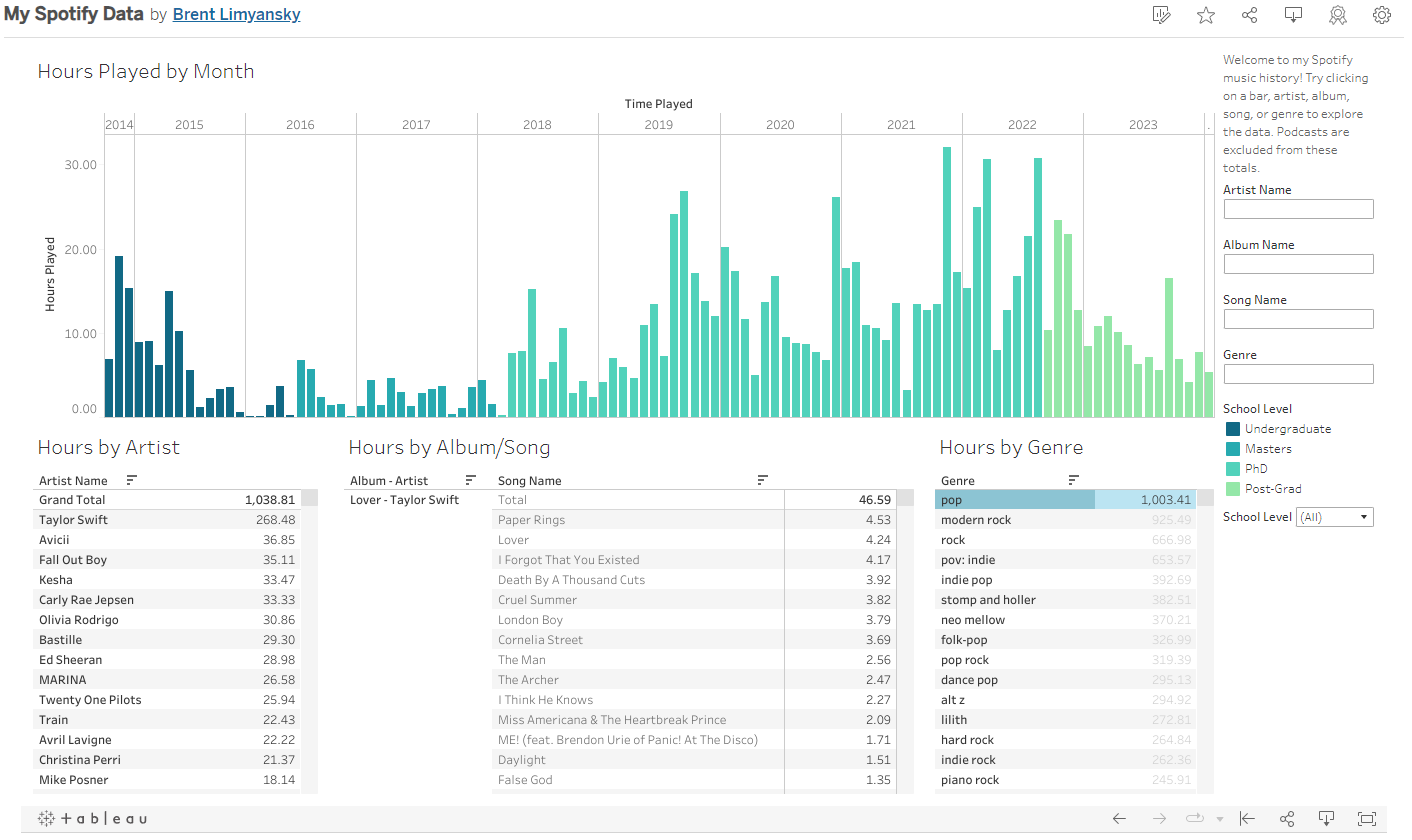 My Spotify Data by Brent Limyansky
Hours Played by Month
Time Played
2014 2015 2016 2017 2018 2019 2020 2021 2022 2023 .
Hours Played
30.00
20.00
10.00
0.00
Welcome to my Spotify
music history! Try clicking
on a bar, artist, album,
song, or genre to explore
the data. Podcasts are
excluded from these
totals.
Artist Name
Album Name
Song Name
Genre
School Level
Undergraduate
Masters
PhD
Post-Grad
School Level (All)
Hours by Artist
Artist Name
Grand Total 1,038.81
Taylor Swift 268.48
Avicii 36.85
Fall Out Boy 35.11
Kesha 33.47
Carly Rae Jepsen 33.33
Olivia Rodrigo 30.86
Bastille 29.30
Ed Sheeran 28.98
MARINA 26.58
Twenty One Pilots 25.94
Train 22.43
Avril Lavigne 22.22
Christina Perri 21.37
Mike Posner 18.14
Hours by Album/Song
Album - Artist Song Name
Lover - Taylor Swift Total 46.59
Paper Rings 4.53
Lover 4.24
I Forgot That You Existed 4.17
Death By A Thousand Cuts 3.92
Cruel Summer 3.82
London Boy 3.79
Cornelia Street 3.69
The Man 2.56
The Archer 2.47
I Think He Knows 2.27
Miss Americana & The Heartbreak Prince 2.09
ME! (feat. Brendon Urie of Panic! At The Disco) 1.71
Daylight 1.51
False God 1.35
Hours by Genre
Genre
pop 1,003.41
modern rock 925.49
rock 666.98
pov: indie 653.57
indie pop 392.69
stomp and holler 382.51
neo mellow 370.21
folk-pop 326.99
pop rock 319.39
dance pop 295.13
alt z 294.92
lilith 272.81
hard rock 264.84
indie rock 262.36
piano rock 245.91
+ a b l e a u